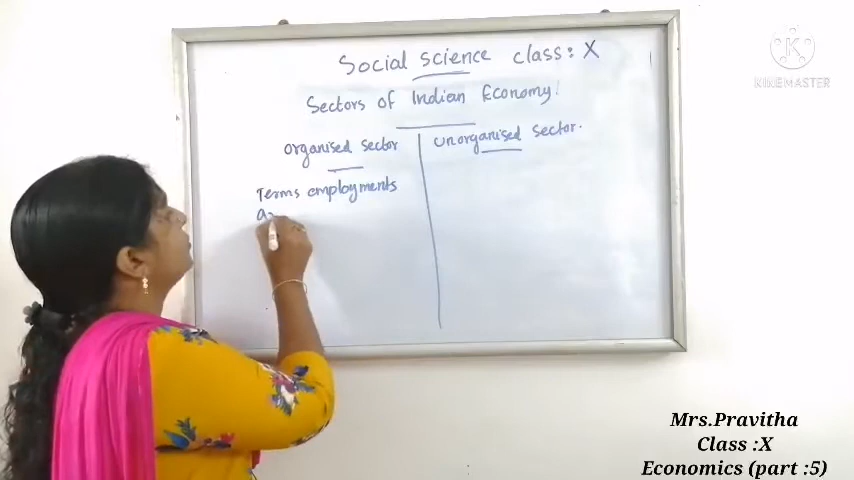 Social science class: X
KINEMASTER
Sectors of Indian Economy!
organised sector
unorganised sector.
Terms employments
Mrs.Pravitha
Class :X
Economics (part :5)